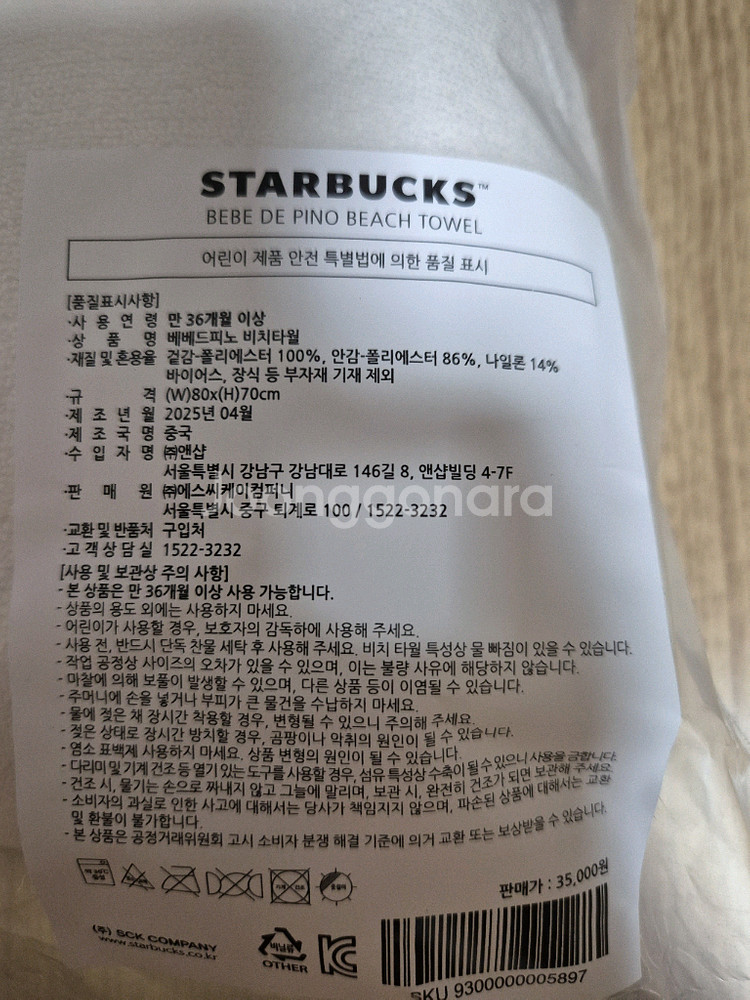 STARBUCKS™
BEBE DE PINO BEACH TOWEL
어린이 제품 안전 특별법에 의한 품질 표시
[품질표시사항]
·사 용 연 령 만 36개월 이상
·상 품 명 베베드피노 비치타월
·재질 및 혼용율 겉감-폴리에스터 100%, 안감-폴리에스터 86%, 나일론 14%
바이어스, 장식 등 부자재 기재 제외
·규 격 (W)80x(H)70cm
·제 조 년 월 2025년 04월
·제 조 국 명 중국
·수 입 자 명 ㈜앤샵
서울특별시 강남구 강남대로 146길 8, 앤샵빌딩 4-7F
·판 매 원 ㈜에스씨케이컴퍼니
서울특별시 중구 퇴계로 100 / 1522-3232
·교환 및 반품처 구입처
·고객상담실 1522-3232
[사용 및 보관상 주의 사항]
- 본 상품은 만 36개월 이상 사용 가능합니다.
- 상품의 용도 외에는 사용하지 마세요.
- 어린이가 사용할 경우, 보호자의 감독하에 사용해 주세요.
- 사용 전, 반드시 단독 찬물 세탁 후 사용해 주세요. 비치 타월 특성상 물 빠짐이 있을 수 있습니다.
- 작업 공정상 사이즈의 오차가 있을 수 있으며, 이는 불량 사유에 해당하지 않습니다.
- 마찰에 의해 보풀이 발생할 수 있으며, 다른 상품 등이 이염될 수 있습니다.
- 주머니에 손을 넣거나 부피가 큰 물건을 수납하지 마세요.
- 물에 젖은 채 장시간 착용할 경우, 변형될 수 있으니 주의해 주세요.
- 젖은 상태로 장시간 방치할 경우, 곰팡이나 악취의 원인이 될 수 있습니다.
- 염소 표백제 사용하지 마세요. 상품 변형의 원인이 될 수 있습니다.
- 다리미 및 기계 건조 등 열기 있는 도구를 사용할 경우, 섬유 특성상 수축이 될 수 있으니 사용을 금합니다.
- 건조 시, 물기는 손으로 짜내지 않고 그늘에 말리며, 보관 시, 완전히 건조가 되면 보관해 주세요.
- 소비자의 과실로 인한 사고에 대해서는 당사가 책임지지 않으며, 파손된 상품에 대해서는 교환
및 환불이 불가합니다.
- 본 상품은 공정거래위원회 고시 소비자 분쟁 해결 기준에 의거 교환 또는 보상받을 수 있습니다.
판매가 : 35,000원
(주) SCK COMPANY
www.starbucks.co.kr
비닐류
OTHER
SKU 9300000005897
joonggonara